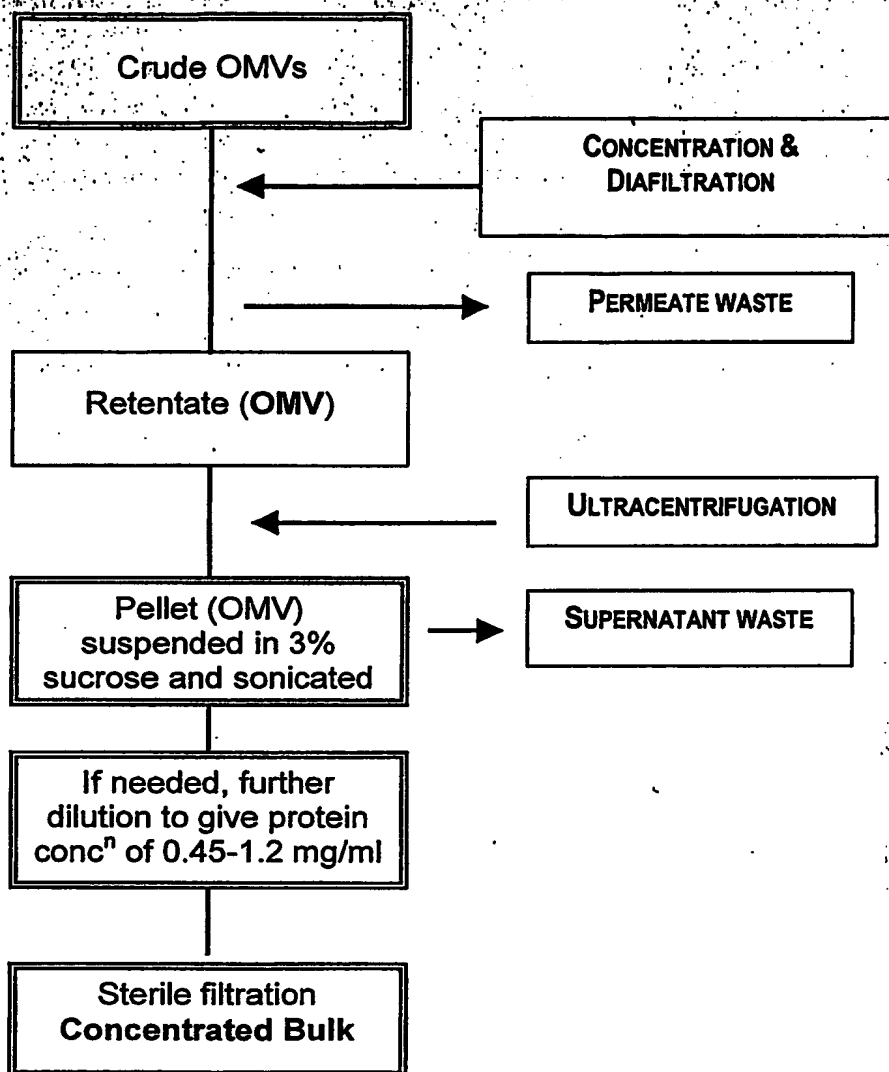 Crude OMVs
CONCENTRATION &
DIAFILTRATION
PERMEATE WASTE
Retentate (OMV)
ULTRACENTRIFUGATION
Pellet (OMV)
suspended in 3%
sucrose and sonicated
SUPERNATANT WASTE
If needed, further
dilution to give protein
concⁿ of 0.45-1.2 mg/ml
Sterile filtration
Concentrated Bulk